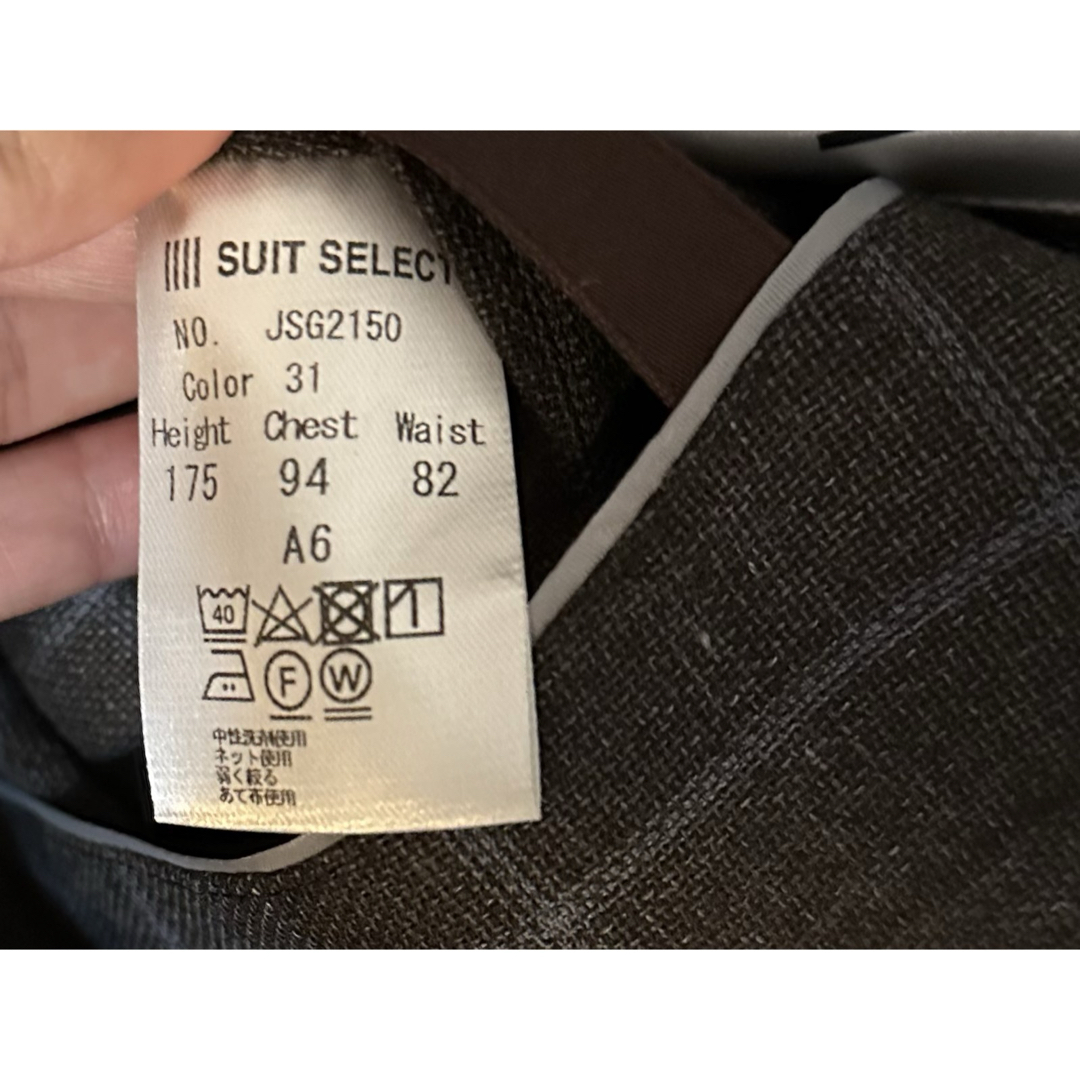 SUIT SELECT
NO. JSG2150
Color 31
Height Chest Waist
175 94 82
A6
40
F W
中性洗剤使用
ネット使用
弱く絞る
あて布使用